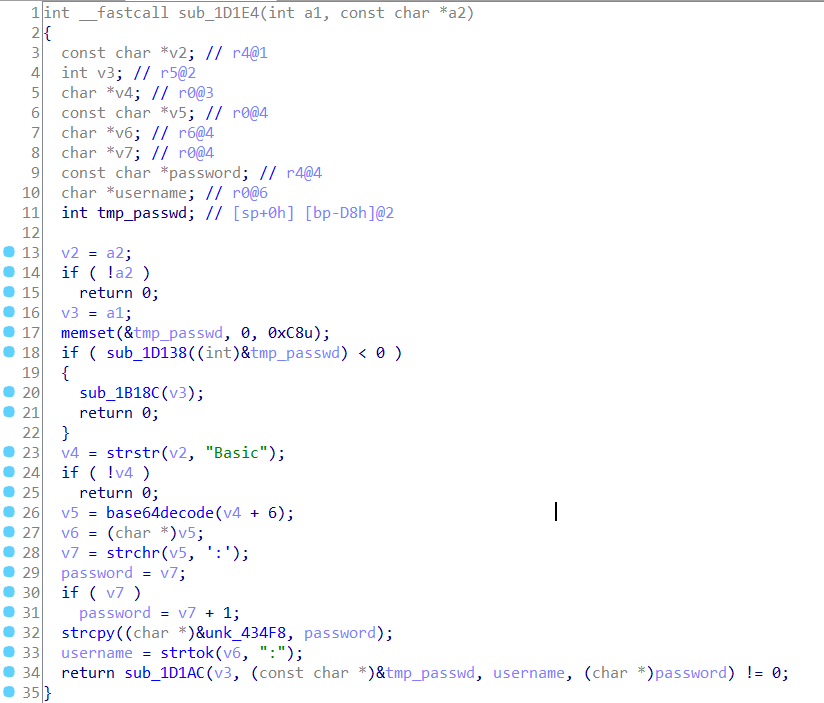 1 int __fastcall sub_1D1E4(int a1, const char *a2)
2 {
3   const char *v2; // r4@1
4   int v3; // r5@2
5   char *v4; // r0@3
6   const char *v5; // r0@4
7   char *v6; // r6@4
8   char *v7; // r0@4
9   const char *password; // r4@4
10   char *username; // r0@6
11   int tmp_passwd; // [sp+0h] [bp-D8h]@2
12
13   v2 = a2;
14   if ( !a2 )
15     return 0;
16   v3 = a1;
17   memset(&tmp_passwd, 0, 0xC8u);
18   if ( sub_1D138((int)&tmp_passwd) < 0 )
19   {
20     sub_1B18C(v3);
21     return 0;
22   }
23   v4 = strstr(v2, "Basic");
24   if ( !v4 )
25     return 0;
26   v5 = base64decode(v4 + 6);
27   v6 = (char *)v5;
28   v7 = strchr(v5, ':');
29   password = v7;
30   if ( v7 )
31     password = v7 + 1;
32   strcpy((char *)&unk_434F8, password);
33   username = strtok(v6, ":");
34   return sub_1D1AC(v3, (const char *)&tmp_passwd, username, (char *)password) != 0;
35 }